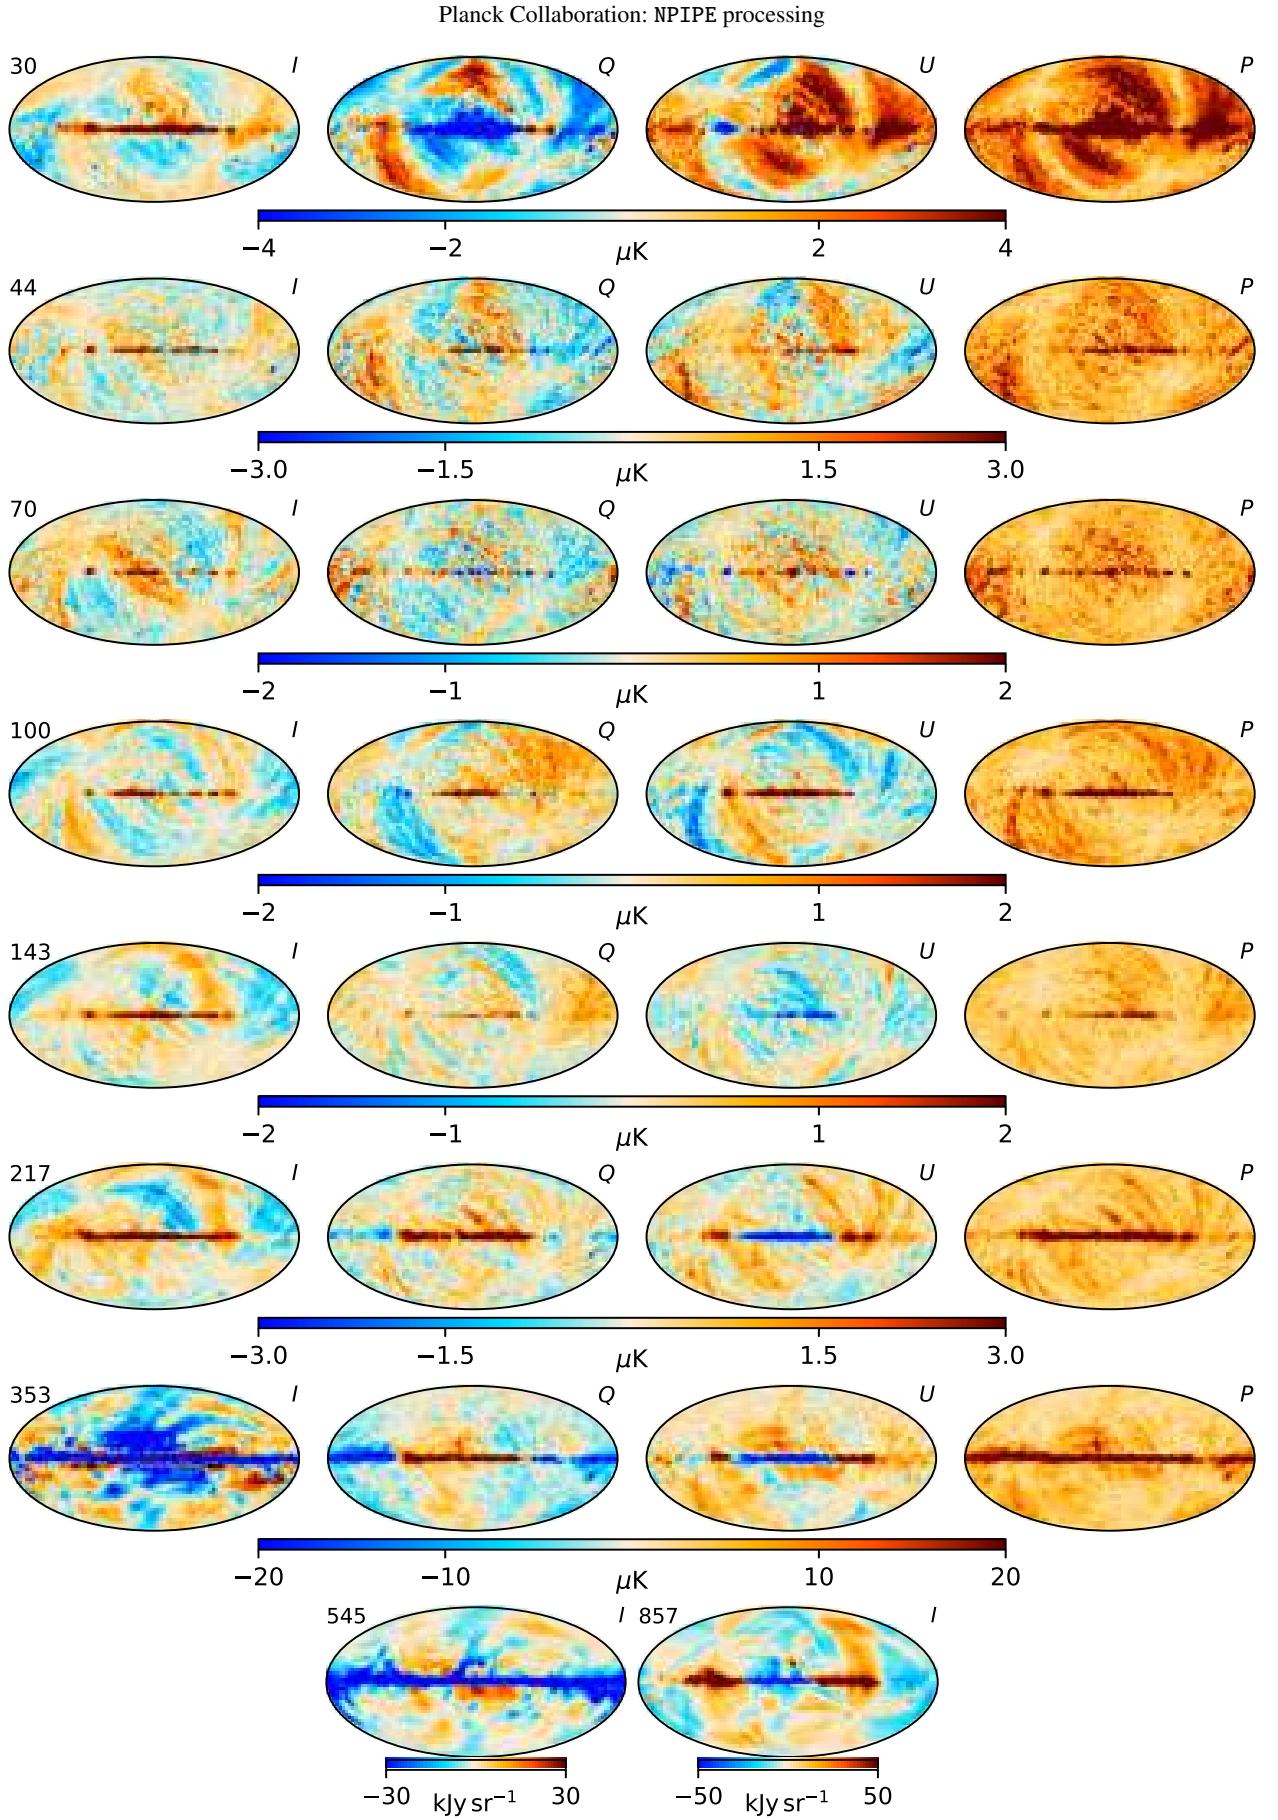 Planck Collaboration: NPIPE processing
30 I Q U P
−4 −2 2 4
μK
44 I Q U P
−3.0 −1.5 1.5 3.0
μK
70 I Q U P
−2 −1 1 2
μK
100 I Q U P
−2 −1 1 2
μK
143 I Q U P
−2 −1 1 2
μK
217 I Q U P
−3.0 −1.5 1.5 3.0
μK
353 I Q U P
−20 −10 10 20
μK
545 I 857 I
−30 kJy sr⁻¹ 30 −50 kJy sr⁻¹ 50